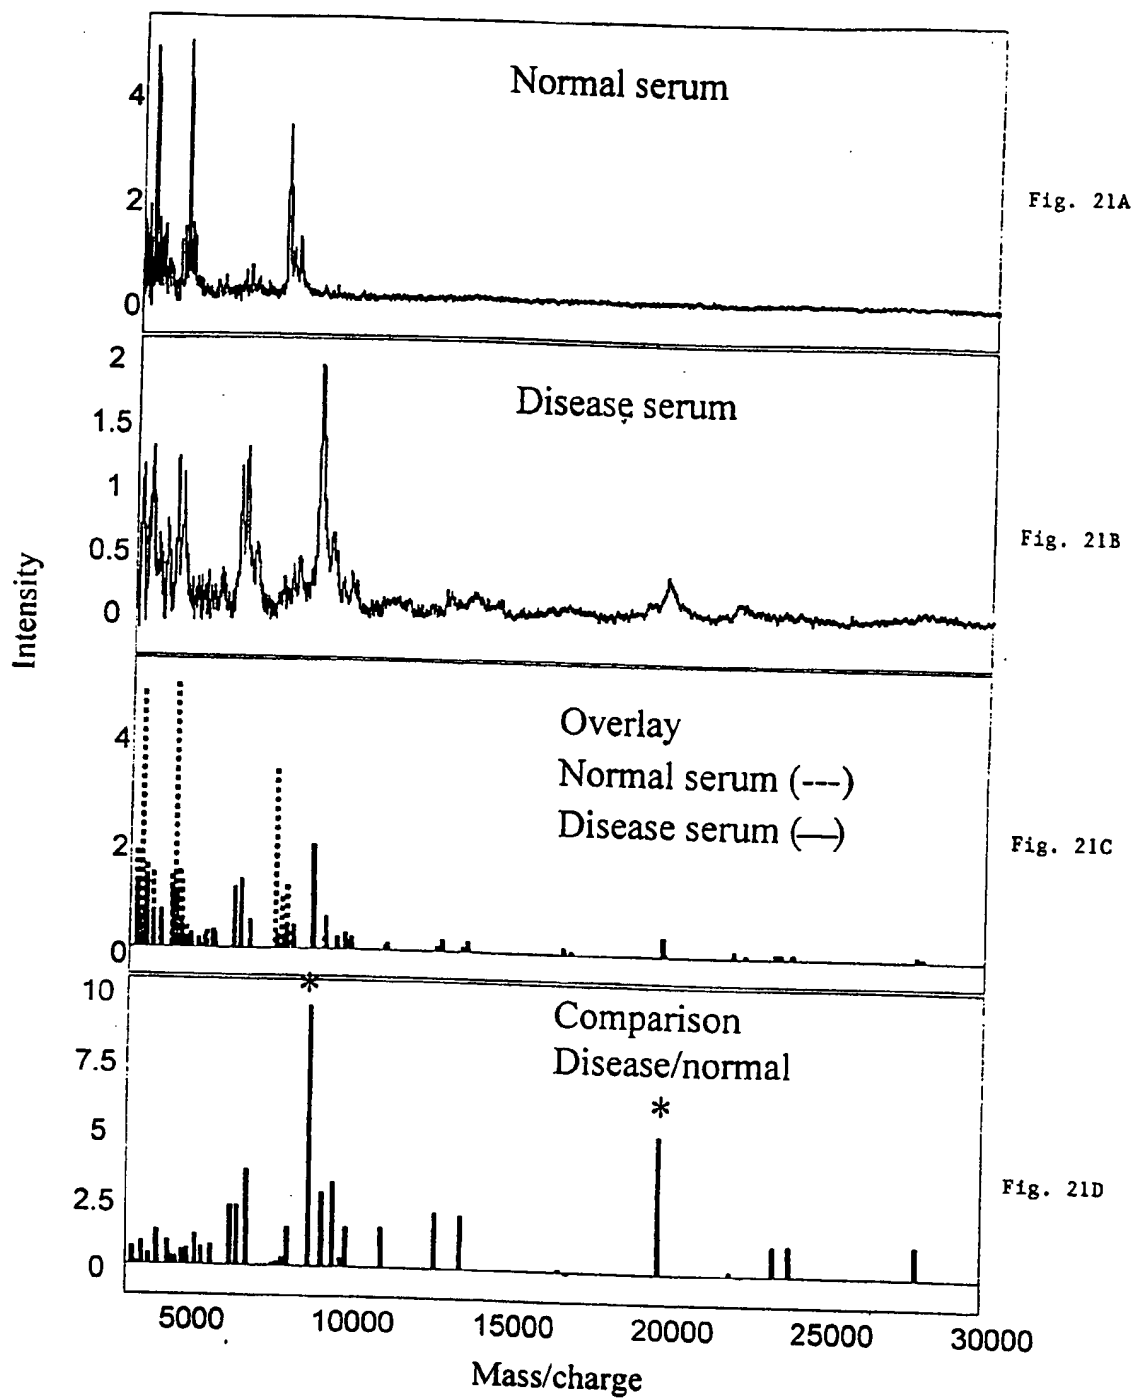 4
Normal serum
2
Fig. 21A
0
2
Disease serum
1.5
1
Fig. 21B
0.5
0
Intensity
Overlay
4
Normal serum (---)
Disease serum (—)
2
Fig. 21C
0
10
*
Comparison
7.5
Disease/normal
*
5
Fig. 21D
2.5
0
5000 10000 15000 20000 25000 30000
Mass/charge